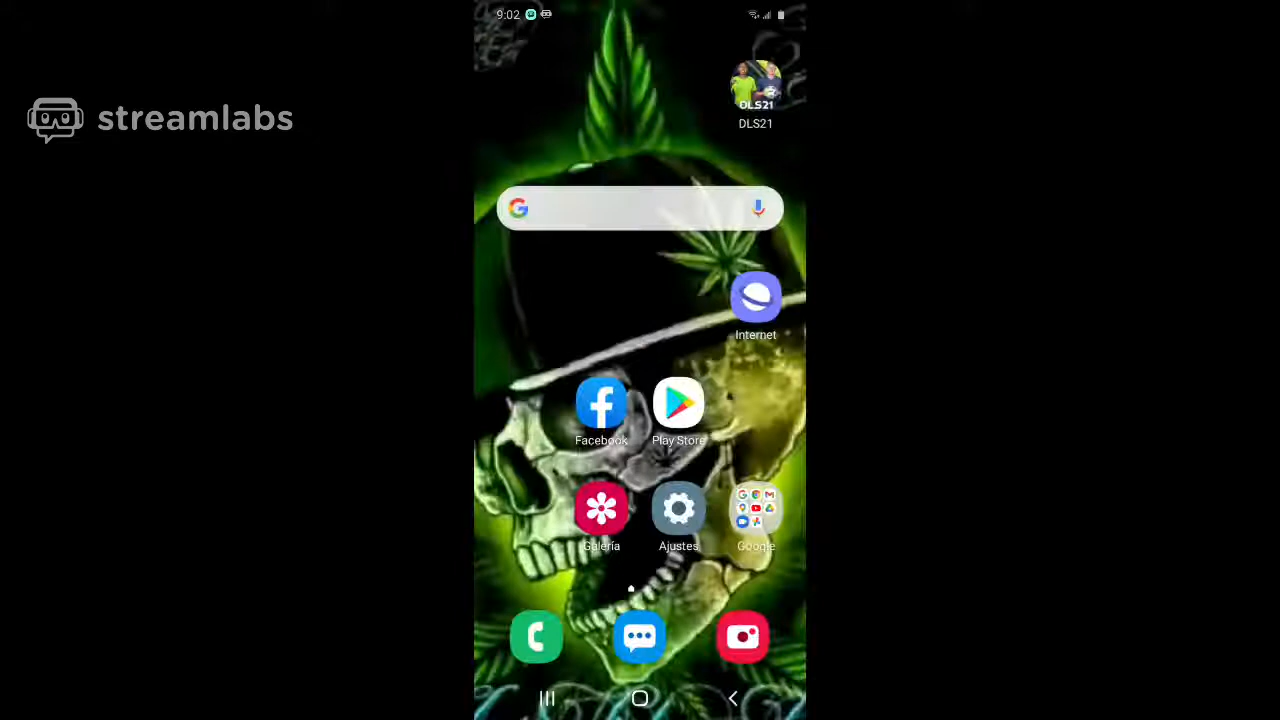 9:02
streamlabs
DLS21
DLS21
Internet
Facebook
Play Store
Galería
Ajustes
Google